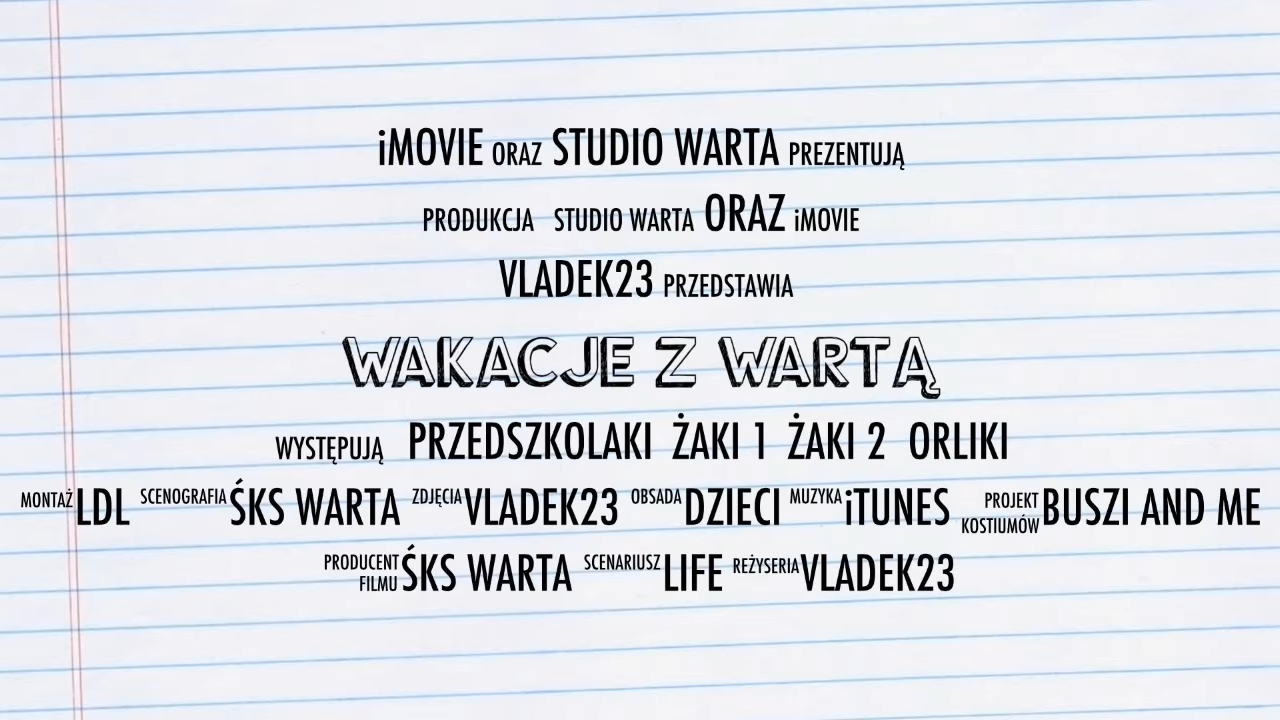 iMOVIE ORAZ STUDIO WARTA PREZENTUJĄ
PRODUKCJA STUDIO WARTA ORAZ iMOVIE
VLADEK23 PRZEDSTAWIA
WAKACJE Z WARTĄ
WYSTĘPUJĄ PRZEDSZKOLAKI ŻAKI 1 ŻAKI 2 ORLIKI
MONTAŻ LDL SCENOGRAFIA ŚKS WARTA ZDJĘCIA VLADEK23 OBSADA DZIECI MUZYKA iTUNES PROJEKT KOSTIUMÓW BUSZI AND ME
PRODUCENT FILMU ŚKS WARTA SCENARIUSZ LIFE REŻYSERIA VLADEK23